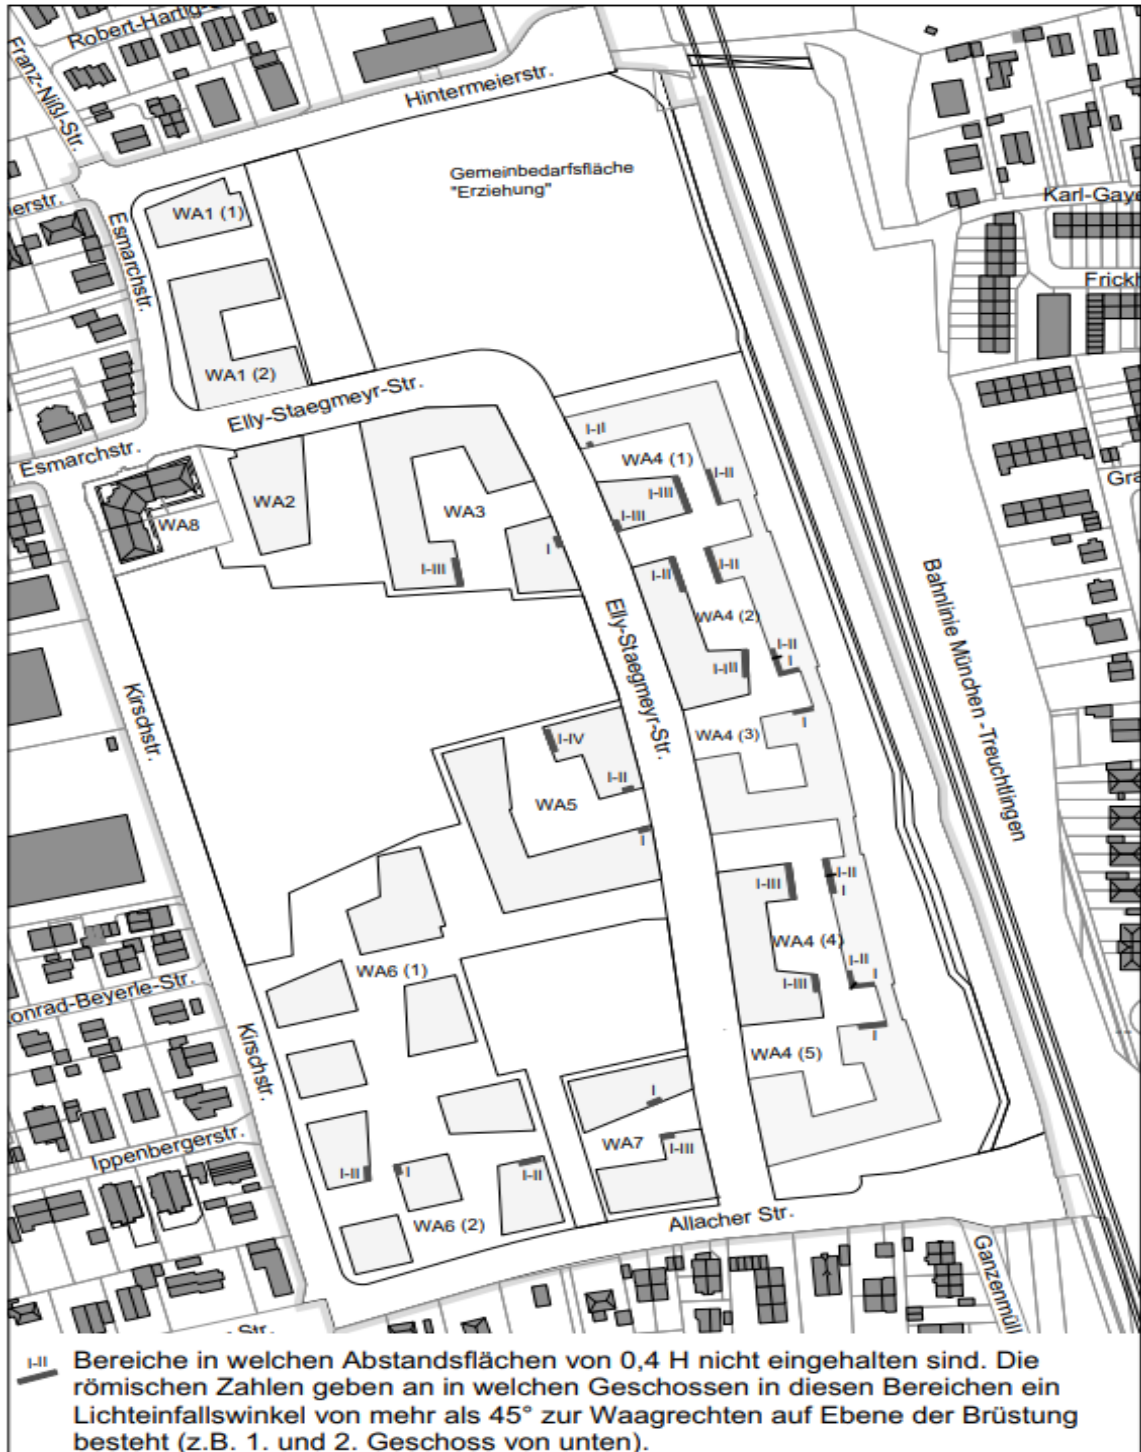 Robert-Hartig-S
Franz-Nißl-Str.
Hintermeierstr.
Gemeinbedarfsfläche
"Erziehung"
Karl-Gaye
nerstr.
WA1 (1)
Esmarchstr.
Frickh
WA1 (2)
Elly-Staegmeyr-Str.
I-II
Esmarchstr.
WA4 (1)
I-II
Gra
WA2
WA3
I-III
WA8
I-III
I
I-III
I-II
I-II
Bahnlinie München -Treuchtlingen
Elly-Staegmeyr-Str.
WA4 (2)
I-II
I-III
I
Kirschstr.
I-IV
WA4 (3)
I
I-II
WA5
I
I-III
I-II
I
WA4 (4)
I-II
WA6 (1)
I-III
I
Konrad-Beyerle-Str.
Kirschstr.
I
WA4 (5)
I
Ippenbergerstr.
WA7
I-III
I-II
I
I-II
WA6 (2)
Allacher Str.
Ganzenmüll
Str.
I-II
Bereiche in welchen Abstandsflächen von 0,4 H nicht eingehalten sind. Die
römischen Zahlen geben an in welchen Geschossen in diesen Bereichen ein
Lichteinfallswinkel von mehr als 45° zur Waagrechten auf Ebene der Brüstung
besteht (z.B. 1. und 2. Geschoss von unten).